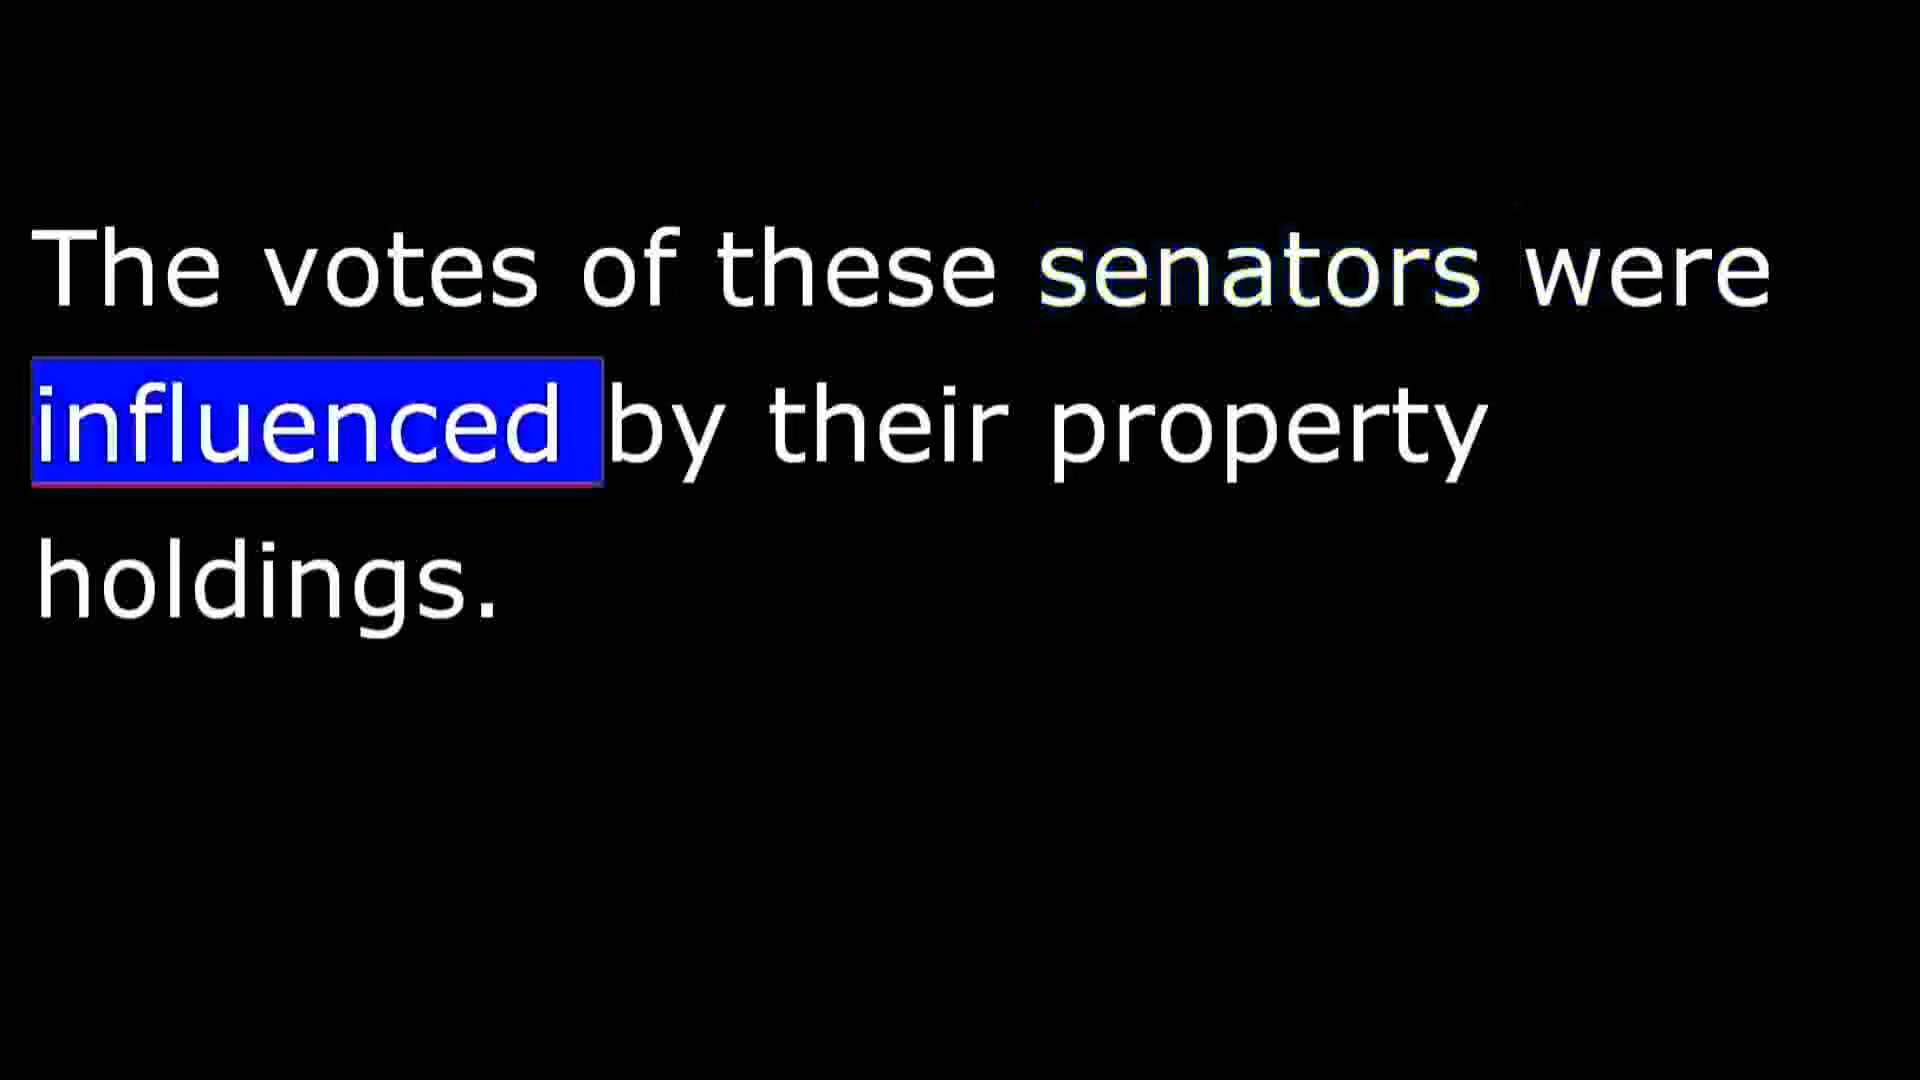 The votes of these senators were
influenced by their property
holdings.